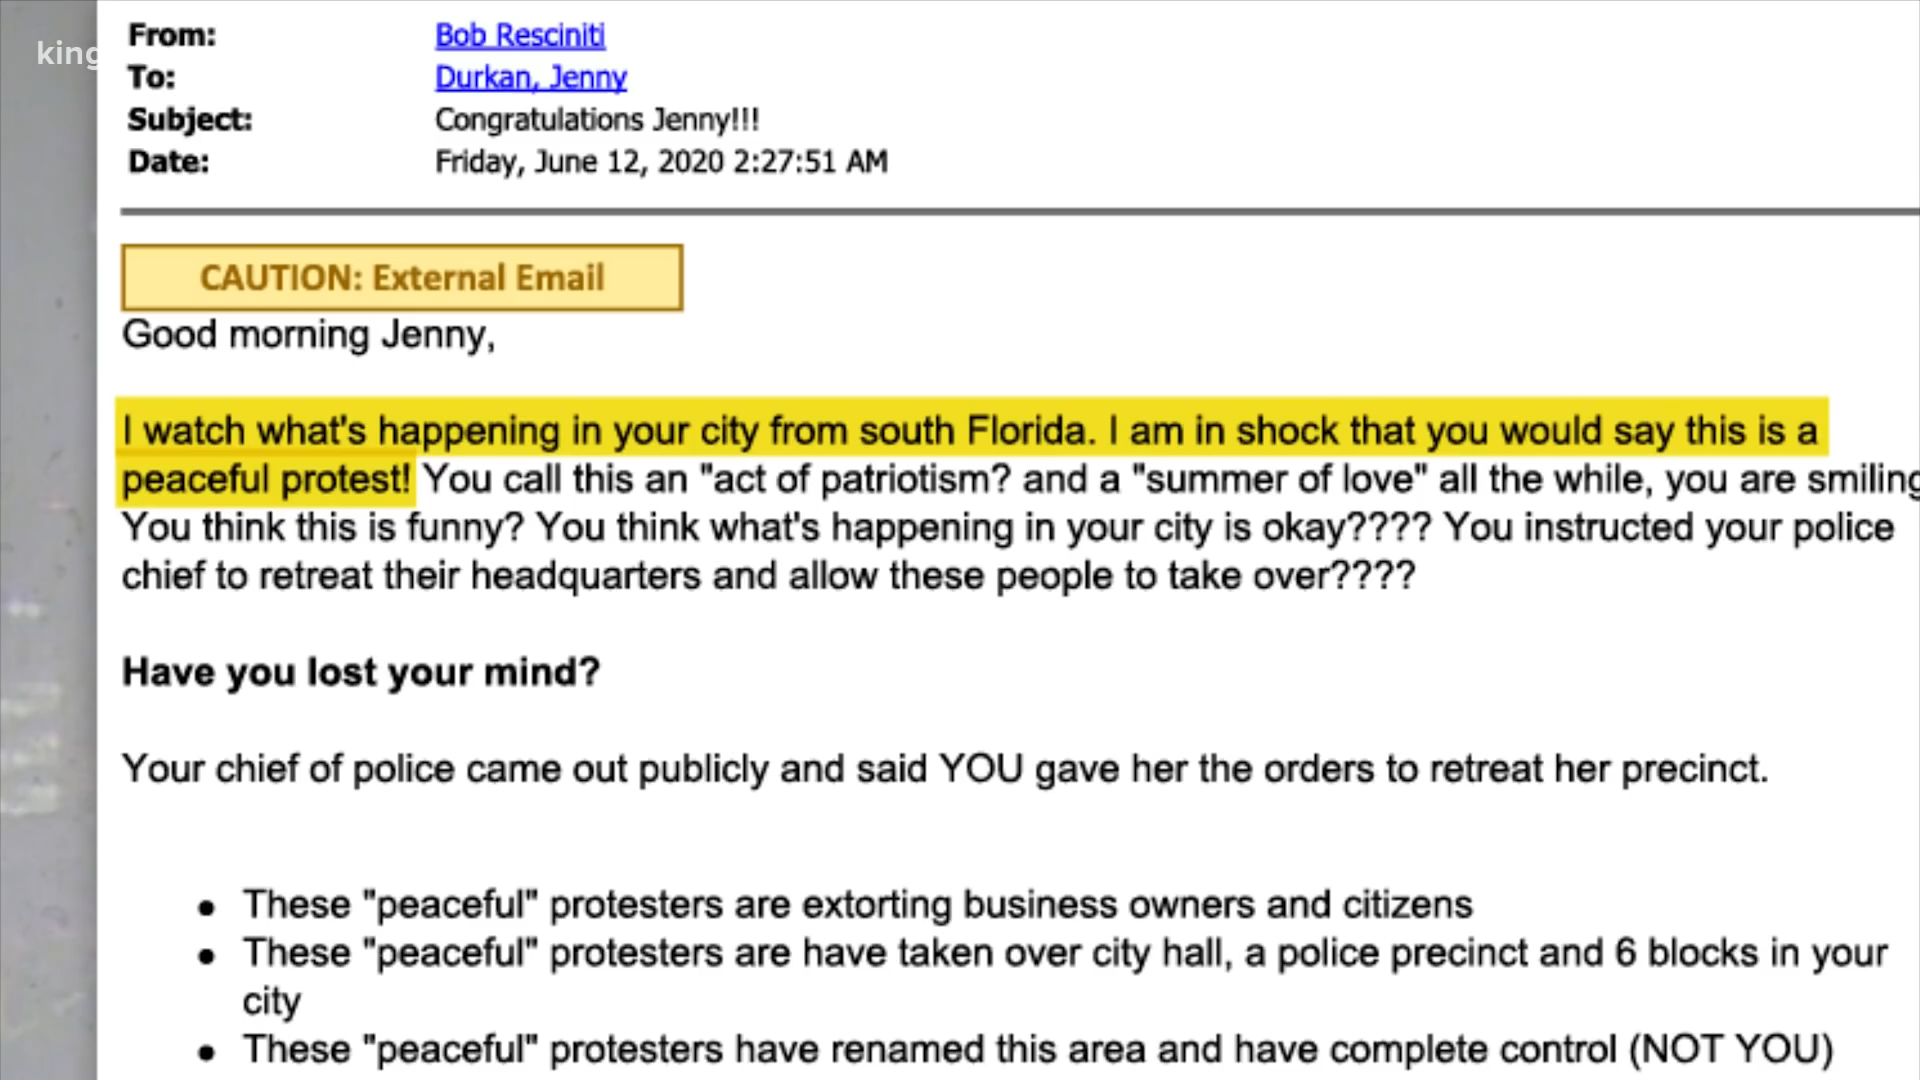 king
From: Bob Resciniti
To: Durkan, Jenny
Subject: Congratulations Jenny!!!
Date: Friday, June 12, 2020 2:27:51 AM
CAUTION: External Email
Good morning Jenny,
I watch what's happening in your city from south Florida. I am in shock that you would say this is a
peaceful protest! You call this an "act of patriotism? and a "summer of love" all the while, you are smiling
You think this is funny? You think what's happening in your city is okay???? You instructed your police
chief to retreat their headquarters and allow these people to take over????
Have you lost your mind?
Your chief of police came out publicly and said YOU gave her the orders to retreat her precinct.
• These "peaceful" protesters are extorting business owners and citizens
• These "peaceful" protesters are have taken over city hall, a police precinct and 6 blocks in your
city
• These "peaceful" protesters have renamed this area and have complete control (NOT YOU)